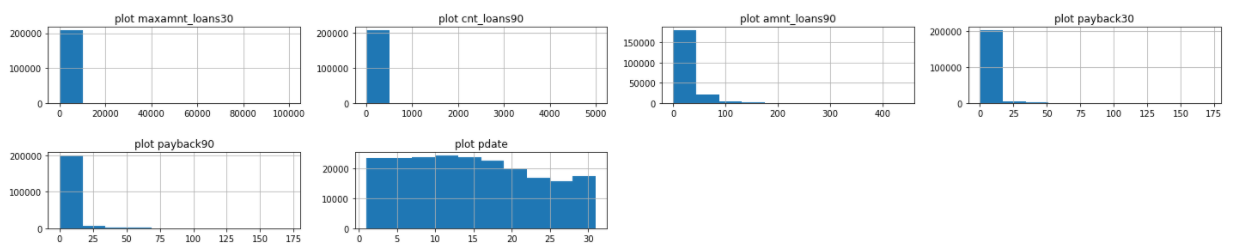 plot maxamnt_loans30
200000
100000
0
0 20000 40000 60000 80000 100000
plot cnt_loans90
200000
100000
0
0 1000 2000 3000 4000 5000
plot amnt_loans90
150000
100000
50000
0
0 100 200 300 400
plot payback30
200000
100000
0
0 25 50 75 100 125 150 175
plot payback90
200000
100000
0
0 25 50 75 100 125 150 175
plot pdate
20000
10000
0
0 5 10 15 20 25 30